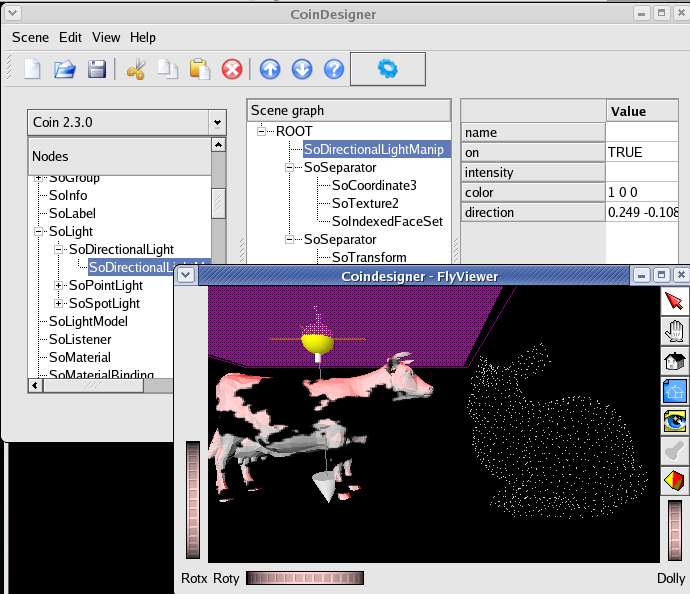 CoinDesigner
Scene Edit View Help
Coin 2.3.0
Nodes
SoGroup
SoInfo
SoLabel
SoLight
SoDirectionalLight
SoPointLight
SoSpotLight
SoLightModel
SoListener
SoMaterial
SoMaterialBinding
Scene graph
ROOT
SoDirectionalLightManip
SoSeparator
SoCoordinate3
SoTexture2
SoIndexedFaceSet
SoSeparator
SoTransform
Value
name
on TRUE
intensity
color 1 0 0
direction 0.249 -0.108
Coindesigner - FlyViewer
Rotx Roty
Dolly